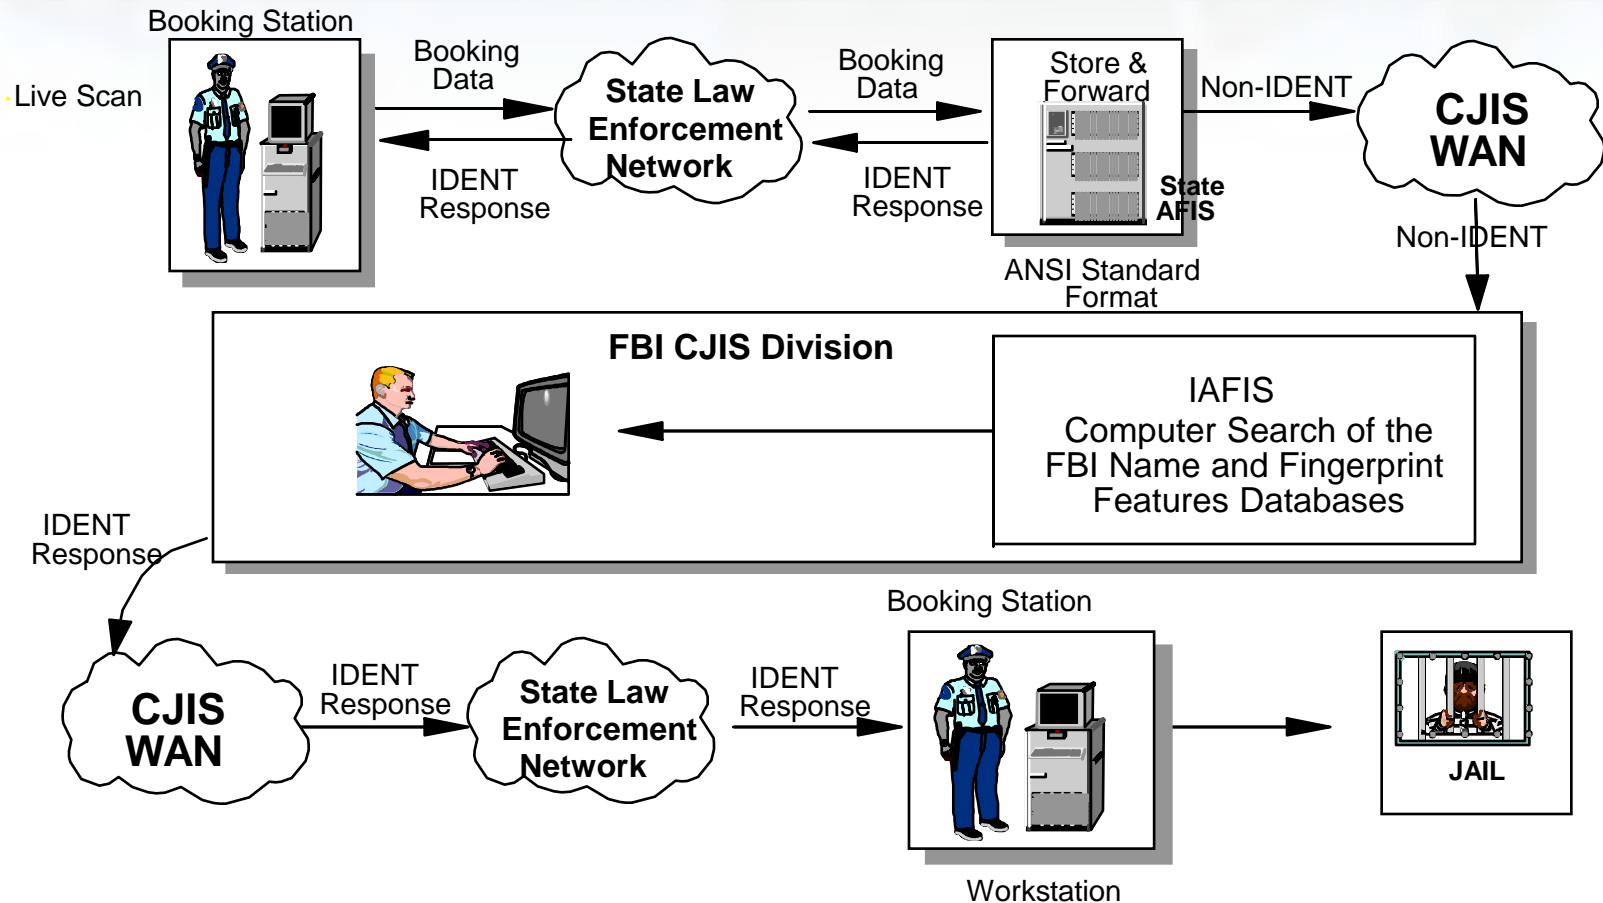 Booking Station
Live Scan
Booking
Data
State Law
Enforcement
Network
Booking
Data
Store &
Forward
Non-IDENT
CJIS
WAN
IDENT
Response
IDENT
Response
State
AFIS
ANSI Standard
Format
Non-IDENT
FBI CJIS Division
IAFIS
Computer Search of the
FBI Name and Fingerprint
Features Databases
IDENT
Response
CJIS
WAN
IDENT
Response
State Law
Enforcement
Network
IDENT
Response
Booking Station
Workstation
JAIL